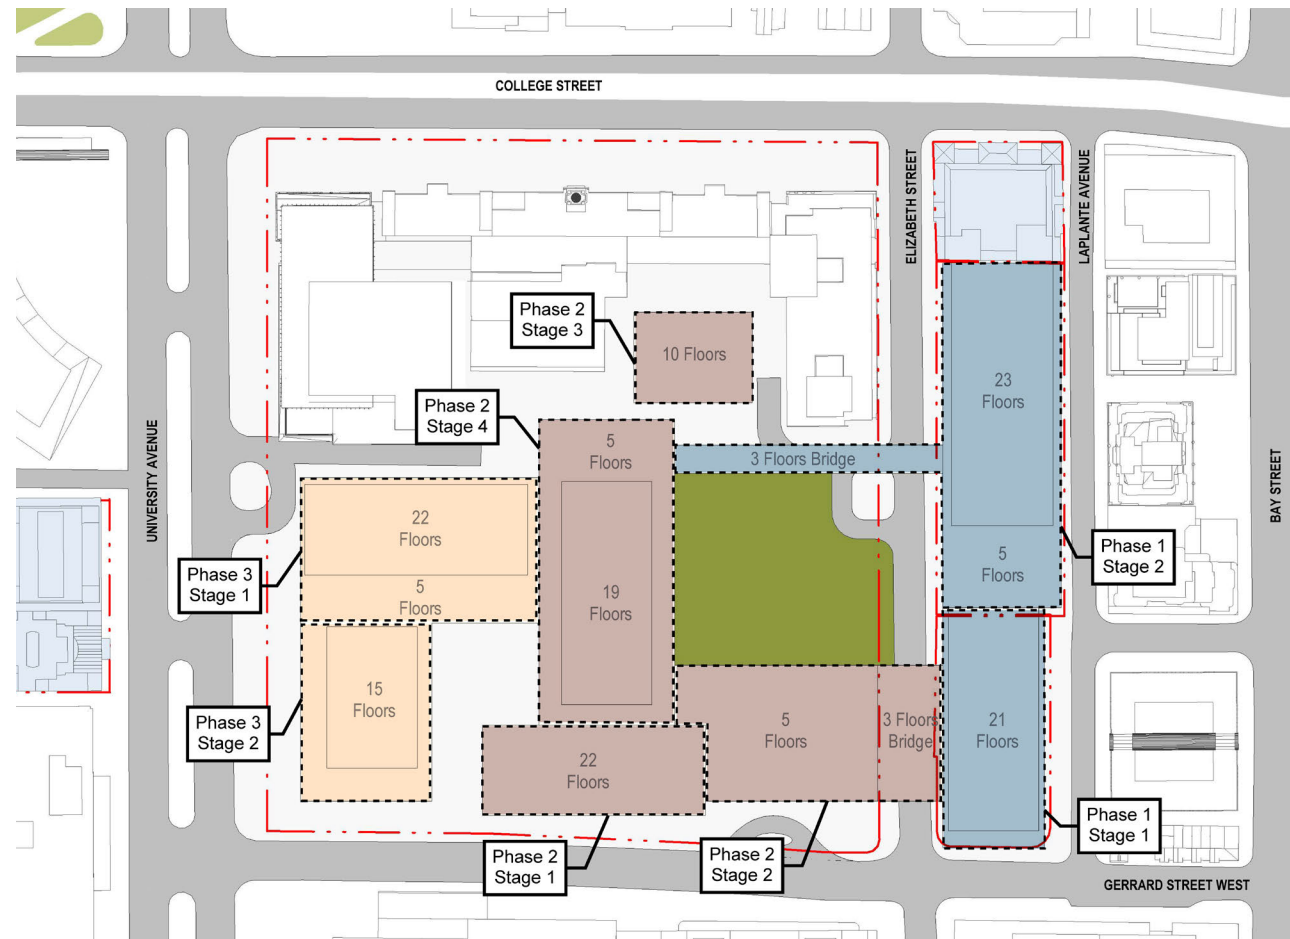 COLLEGE STREET
ELIZABETH STREET
LAPLANTE AVENUE
UNIVERSITY AVENUE
BAY STREET
GERRARD STREET WEST
Phase 2
Stage 3
10 Floors
23
Floors
Phase 2
Stage 4
5
Floors
3 Floors Bridge
22
Floors
Phase 1
Stage 2
5
Floors
Phase 3
Stage 1
5
Floors
19
Floors
15
Floors
Phase 3
Stage 2
5
Floors
3 Floors
Bridge
21
Floors
22
Floors
Phase 1
Stage 1
Phase 2
Stage 1
Phase 2
Stage 2